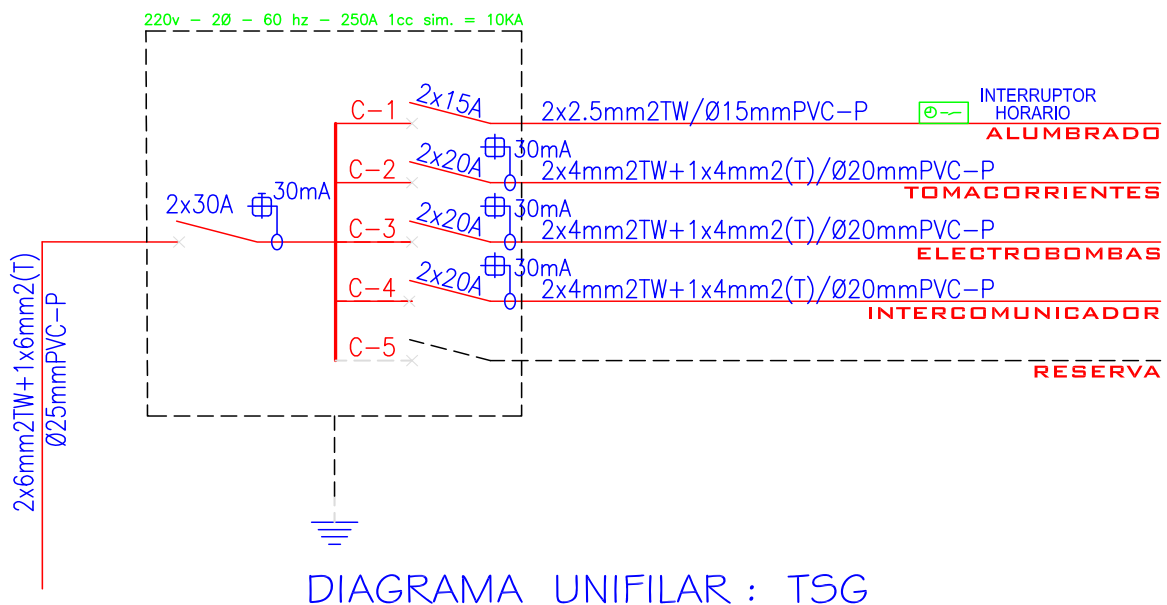 220v - 2Ø - 60 hz - 250A 1cc sim. = 10KA
C-1
2x15A
2x2.5mm2TW/Ø15mmPVC-P
INTERRUPTOR
HORARIO
ALUMBRADO
C-2
2x20A
30mA
2x4mm2TW+1x4mm2(T)/Ø20mmPVC-P
TOMACORRIENTES
2x30A
30mA
C-3
2x20A
30mA
2x4mm2TW+1x4mm2(T)/Ø20mmPVC-P
ELECTROBOMBAS
C-4
2x20A
30mA
2x4mm2TW+1x4mm2(T)/Ø20mmPVC-P
INTERCOMUNICADOR
C-5
RESERVA
2x6mm2TW+1x6mm2(T)
Ø25mmPVC-P
DIAGRAMA UNIFILAR : TSG